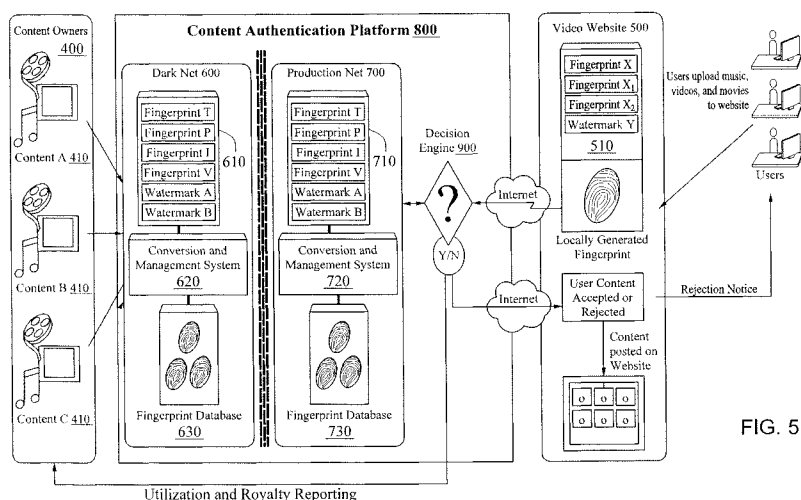 Content Owners
400
Content A 410
Content B 410
Content C 410
Content Authentication Platform 800
Dark Net 600
Fingerprint T
Fingerprint P
Fingerprint I
Fingerprint V
Watermark A
Watermark B
610
Conversion and
Management System
620
Fingerprint Database
630
Production Net 700
Fingerprint T
Fingerprint P
Fingerprint I
Fingerprint V
Watermark A
Watermark B
710
Conversion and
Management System
720
Fingerprint Database
730
Decision
Engine 900
?
Y/N
Internet
Internet
Video Website 500
Fingerprint X
Fingerprint X1
Fingerprint X2
Watermark Y
510
Locally Generated
Fingerprint
User Content
Accepted or
Rejected
Content
posted on
Website
o o o
o o o
Users upload music,
videos, and movies
to website
Users
Rejection Notice
Utilization and Royalty Reporting
FIG. 5